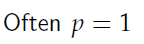 Often p = 1